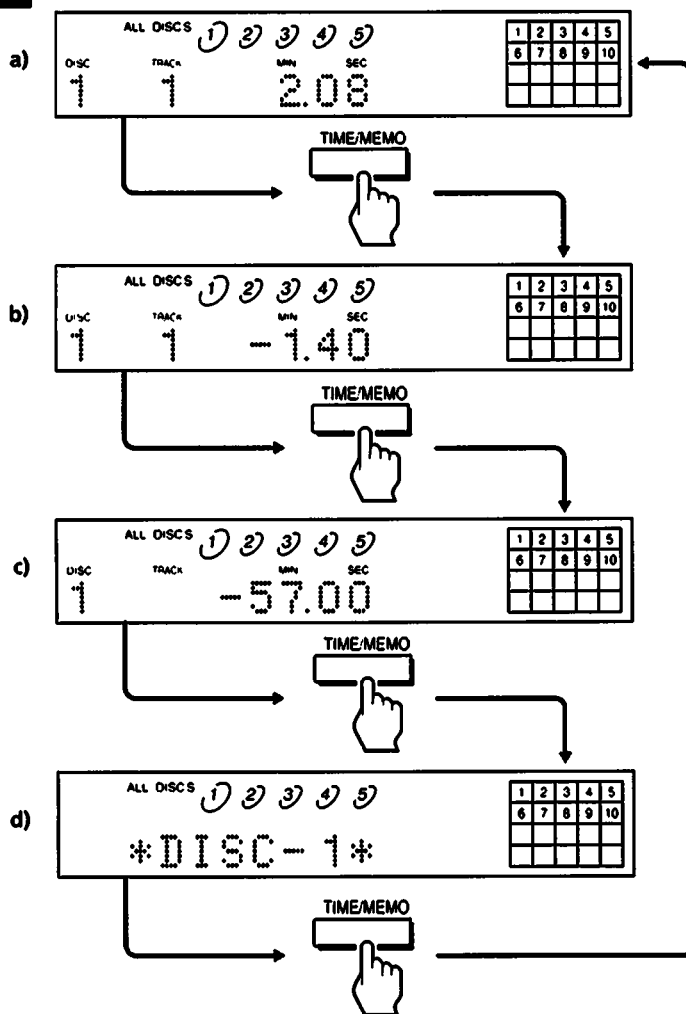 ALL DISCS 1 2 3 4 5
1 2 3 4 5
6 7 8 9 10
a)
DISC TRACK MIN SEC
1 1 2.08
TIME/MEMO
ALL DISCS 1 2 3 4 5
1 2 3 4 5
6 7 8 9 10
b)
DISC TRACK MIN SEC
1 1 -1.40
TIME/MEMO
ALL DISCS 1 2 3 4 5
1 2 3 4 5
6 7 8 9 10
c)
DISC TRACK MIN SEC
1 -57.00
TIME/MEMO
ALL DISCS 1 2 3 4 5
1 2 3 4 5
6 7 8 9 10
d)
*DISC-1*
TIME/MEMO